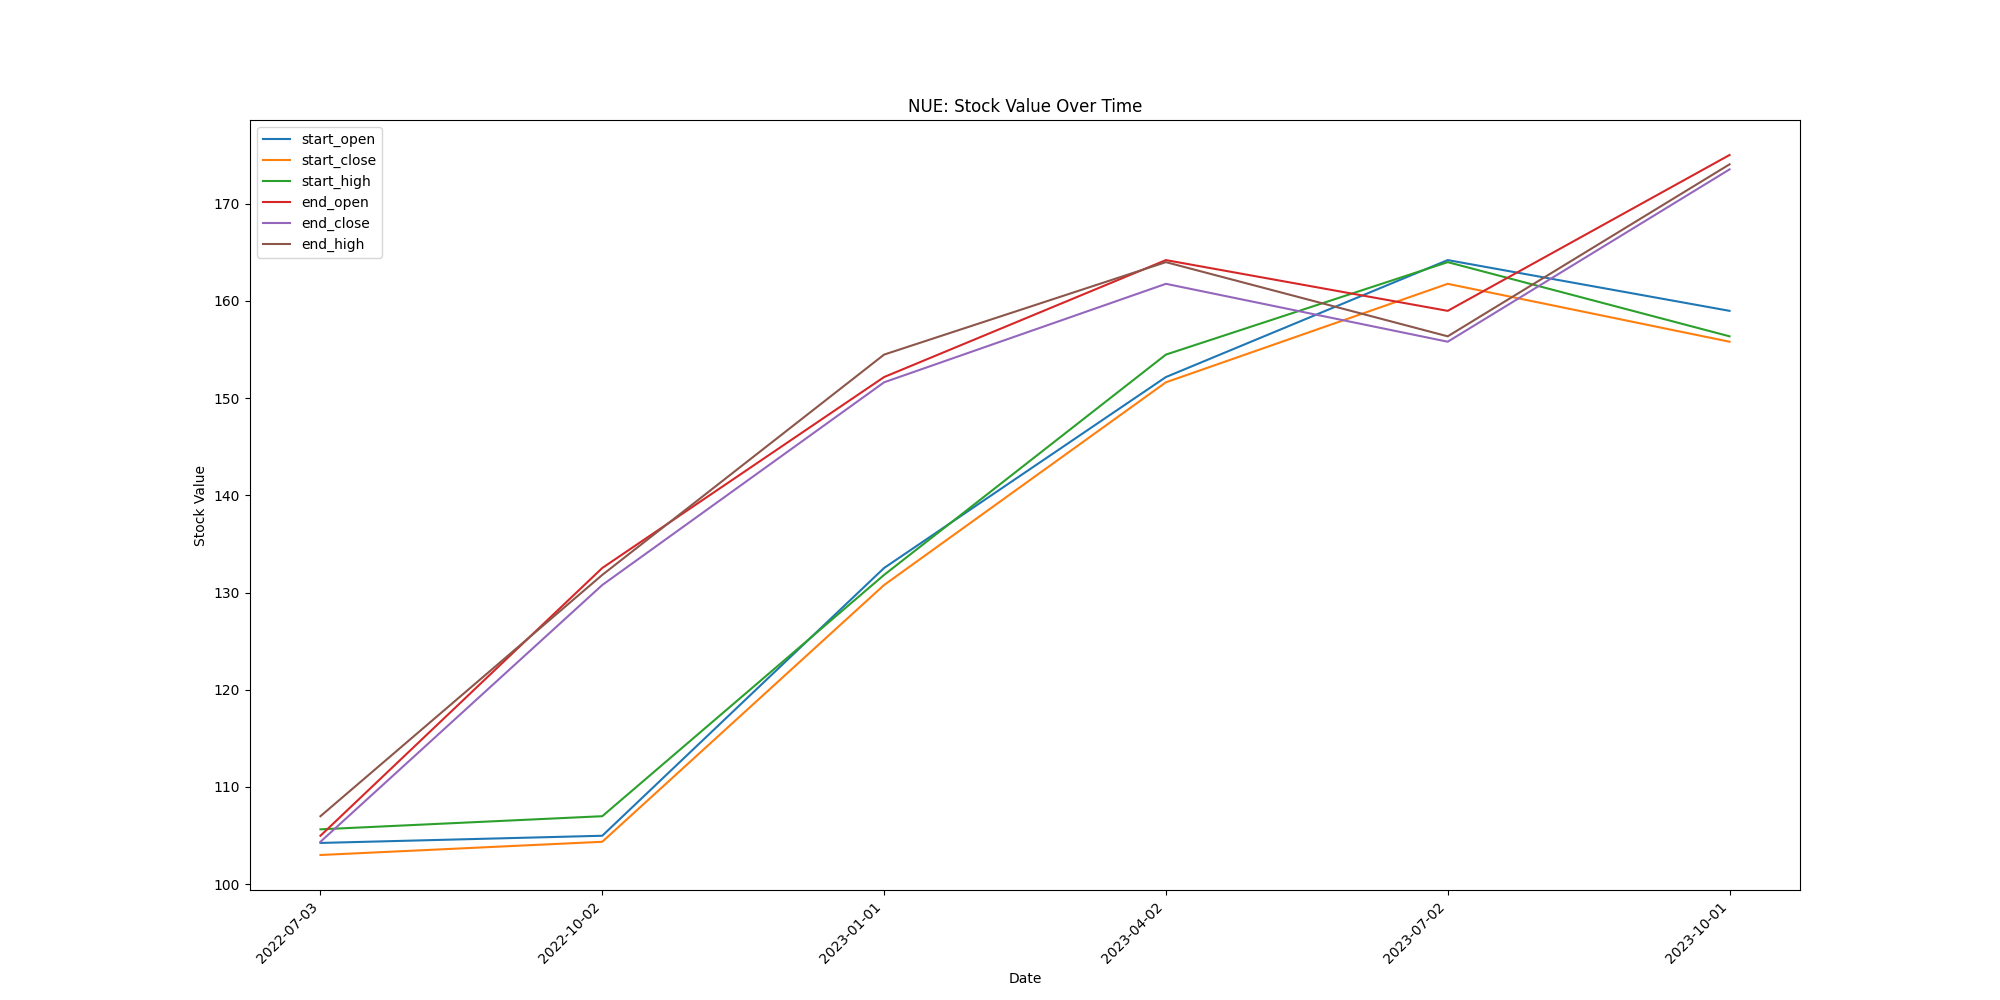 NUE: Stock Value Over Time
start_open
start_close
start_high
end_open
end_close
end_high
170
160
150
140
130
120
110
100
Stock Value
2022-07-03
2022-10-02
2023-01-01
2023-04-02
2023-07-02
2023-10-01
Date